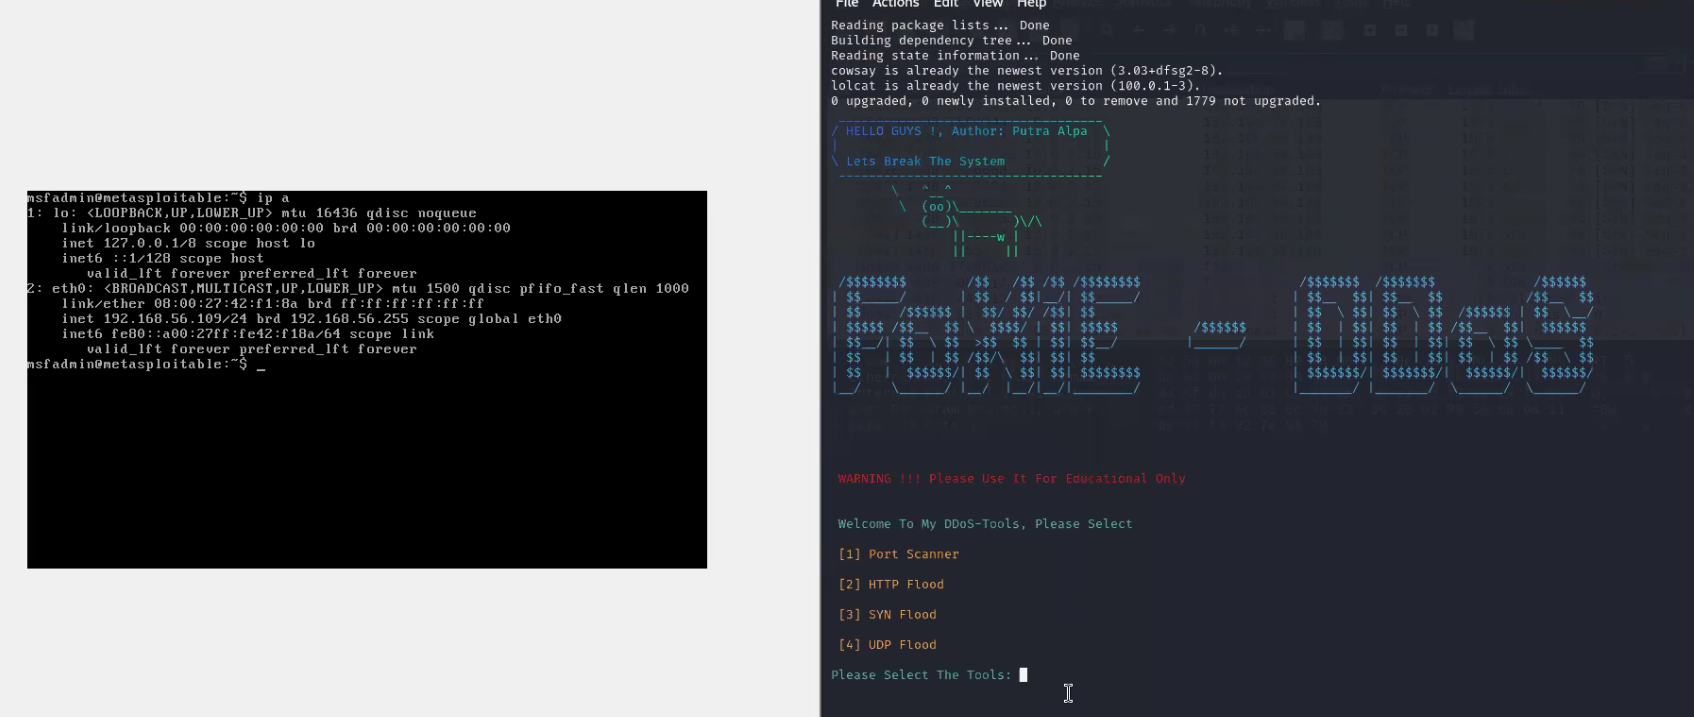 msfadmin@metasploitable:~$ ip a
1: lo: <LOOPBACK,UP,LOWER_UP> mtu 16436 qdisc noqueue
link/loopback 00:00:00:00:00:00 brd 00:00:00:00:00:00
inet 127.0.0.1/8 scope host lo
inet6 ::1/128 scope host
valid_lft forever preferred_lft forever
2: eth0: <BROADCAST,MULTICAST,UP,LOWER_UP> mtu 1500 qdisc pfifo_fast qlen 1000
link/ether 08:00:27:42:f1:8a brd ff:ff:ff:ff:ff:ff
inet 192.168.56.109/24 brd 192.168.56.255 scope global eth0
inet6 fe80::a00:27ff:fe42:f18a/64 scope link
valid_lft forever preferred_lft forever
msfadmin@metasploitable:~$ _
File Actions Edit View Help
Reading package lists... Done
Building dependency tree... Done
Reading state information... Done
cowsay is already the newest version (3.03+dfsg2-8).
lolcat is already the newest version (100.0.1-3).
0 upgraded, 0 newly installed, 0 to remove and 1779 not upgraded.
/ HELLO GUYS !, Author: Putra Alpa \
\ Lets Break The System /
WARNING !!! Please Use It For Educational Only
Welcome To My DDoS-Tools, Please Select
[1] Port Scanner
[2] HTTP Flood
[3] SYN Flood
[4] UDP Flood
Please Select The Tools: